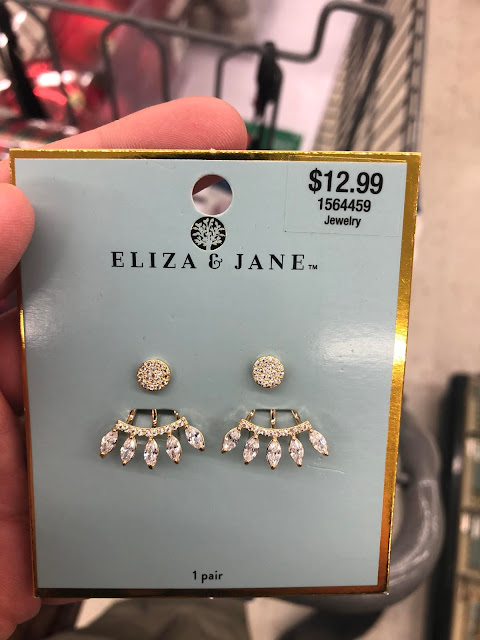 $12.99
1564459
Jewelry
ELIZA & JANE™
1 pair